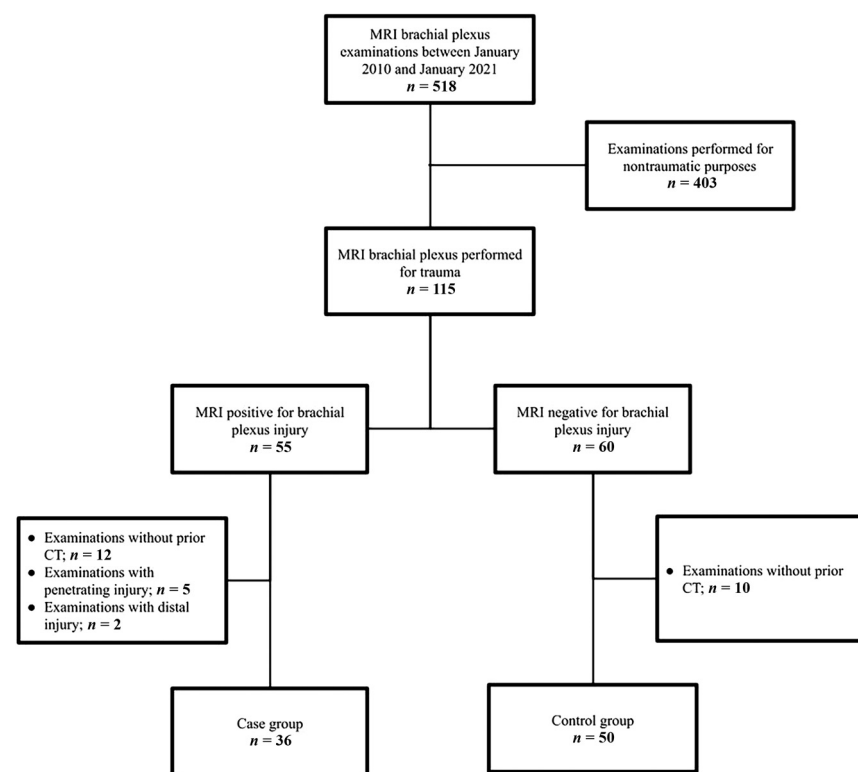 MRI brachial plexus
examinations between January
2010 and January 2021
n = 518
Examinations performed for
nontraumatic purposes
n = 403
MRI brachial plexus performed
for trauma
n = 115
MRI positive for brachial
plexus injury
n = 55
MRI negative for brachial
plexus injury
n = 60
● Examinations without prior
CT; n = 12
● Examinations with
penetrating injury; n = 5
● Examinations with distal
injury; n = 2
● Examinations without prior
CT; n = 10
Case group
n = 36
Control group
n = 50